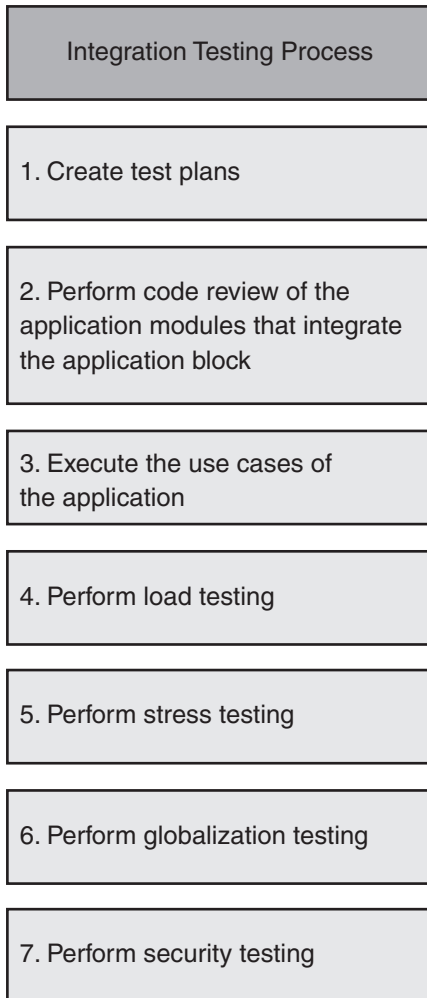 Integration Testing Process
1. Create test plans
2. Perform code review of the
application modules that integrate
the application block
3. Execute the use cases of
the application
4. Perform load testing
5. Perform stress testing
6. Perform globalization testing
7. Perform security testing